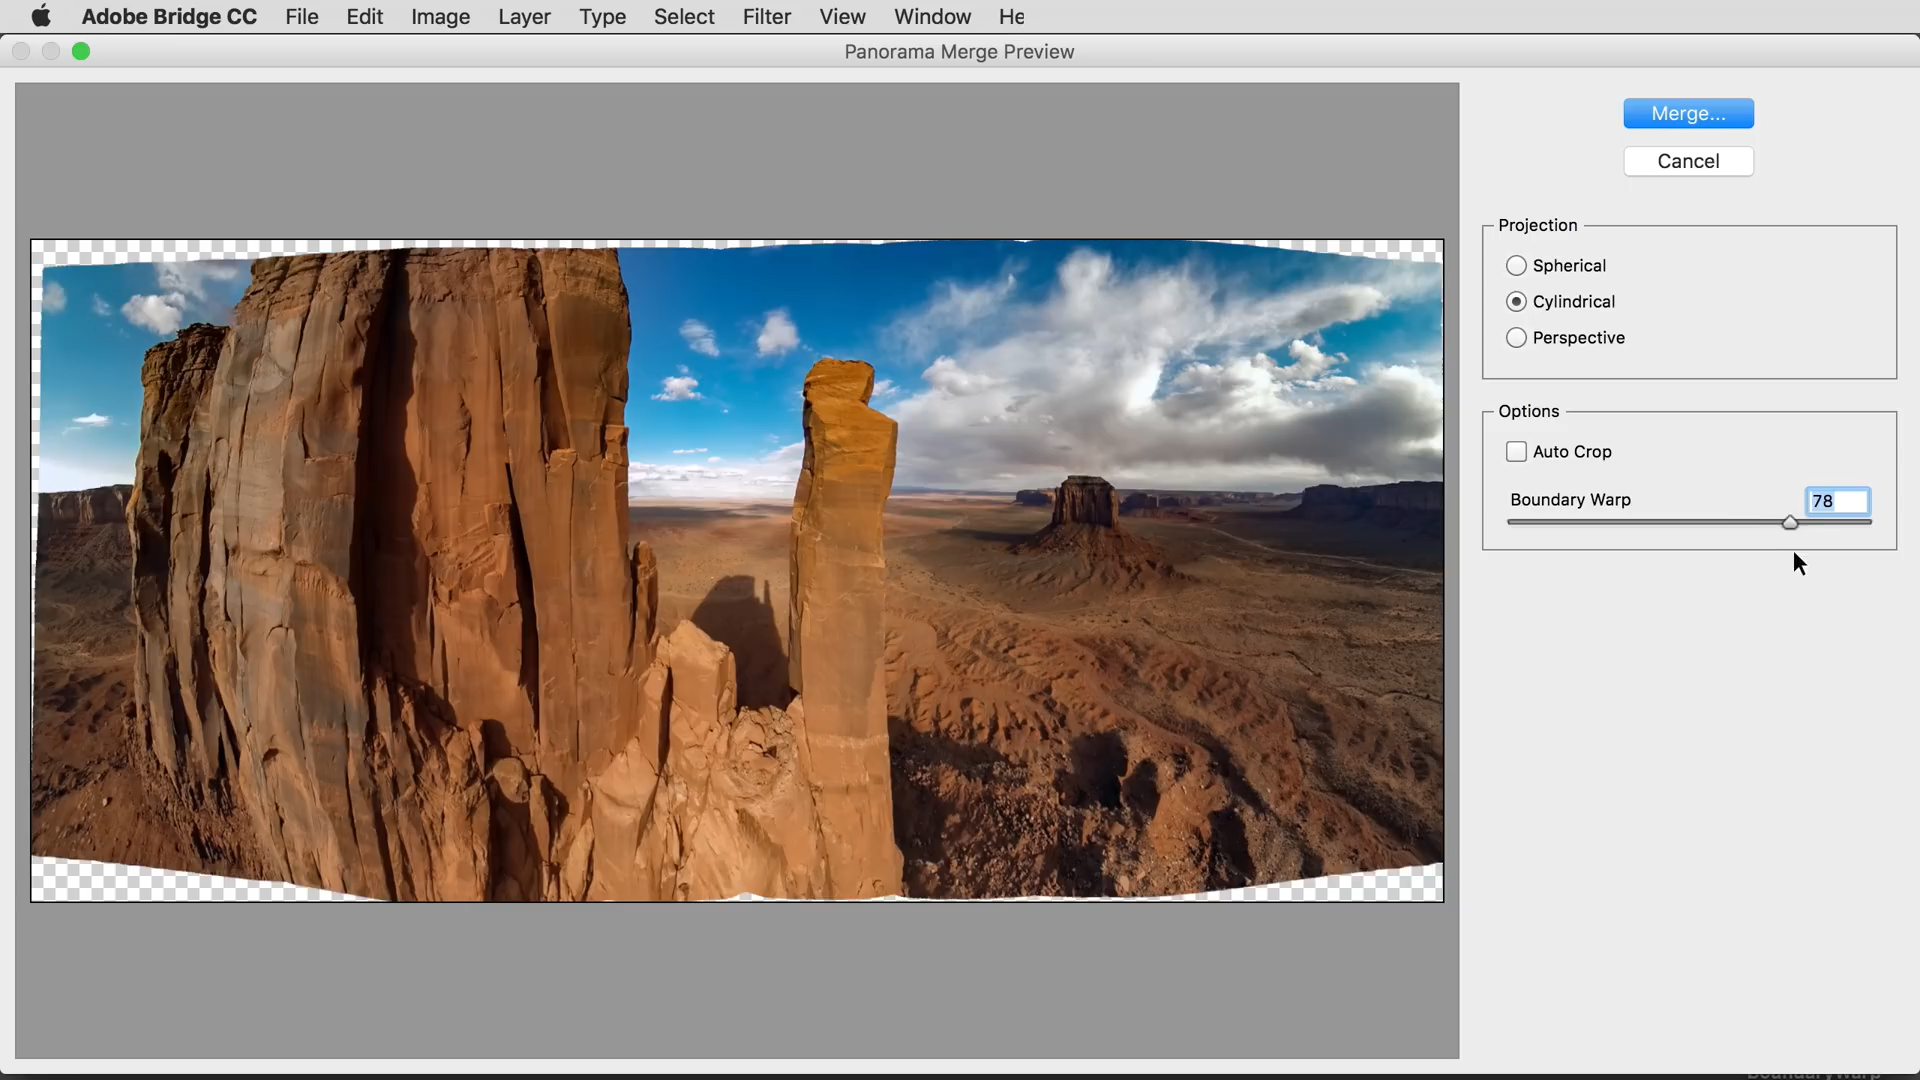 Adobe Bridge CC File Edit Image Layer Type Select Filter View Window He
Panorama Merge Preview
Merge...
Cancel
Projection
Spherical
Cylindrical
Perspective
Options
Auto Crop
Boundary Warp 78